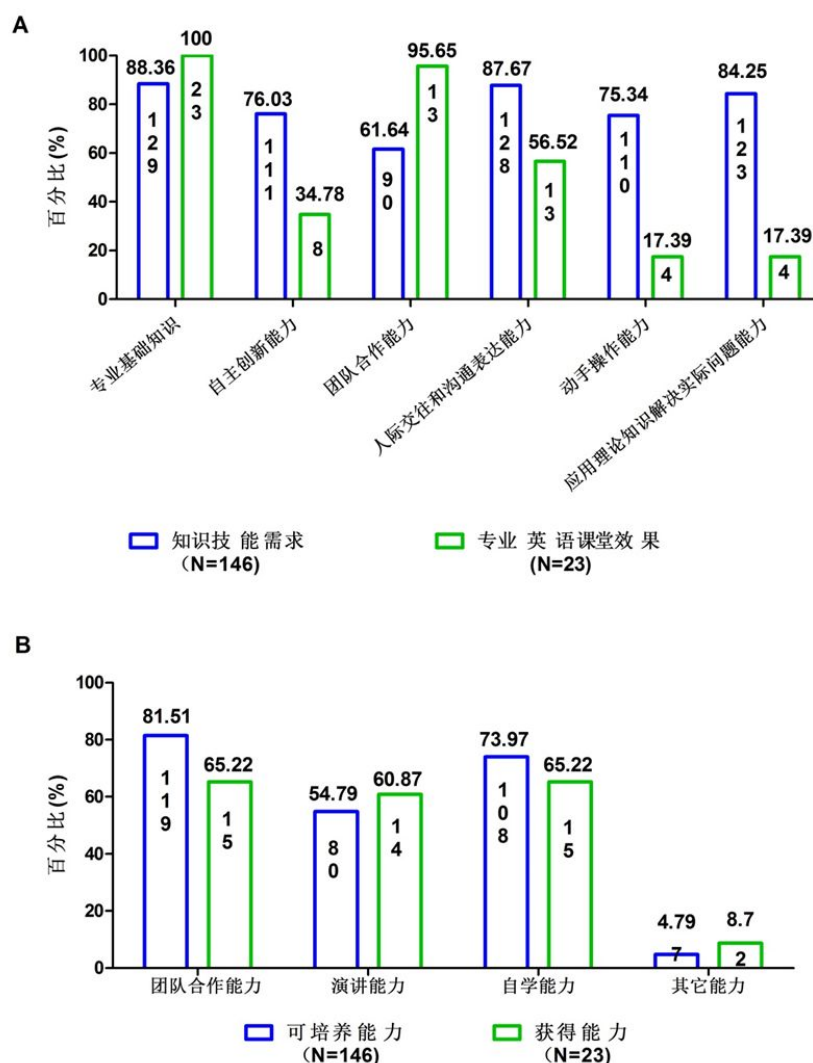 A
百分比(%)
100
80
60
40
20
0
88.36
100
76.03
34.78
61.64
95.65
87.67
56.52
75.34
17.39
84.25
17.39
129
23
111
8
90
13
128
13
110
4
123
4
专业基础知识
自主创新能力
团队合作能力
人际交往和沟通表达能力
动手操作能力
应用理论知识解决实际问题能力
知识技 能需求
(N=146)
专业 英 语课堂效 果
(N=23)
B
百分比(%)
100
80
60
40
20
0
81.51
65.22
54.79
60.87
73.97
65.22
4.79
8.7
119
15
80
14
108
15
7
2
团队合作能力
演讲能力
自学能力
其它能力
可培养能 力
(N=146)
获得能 力
(N=23)